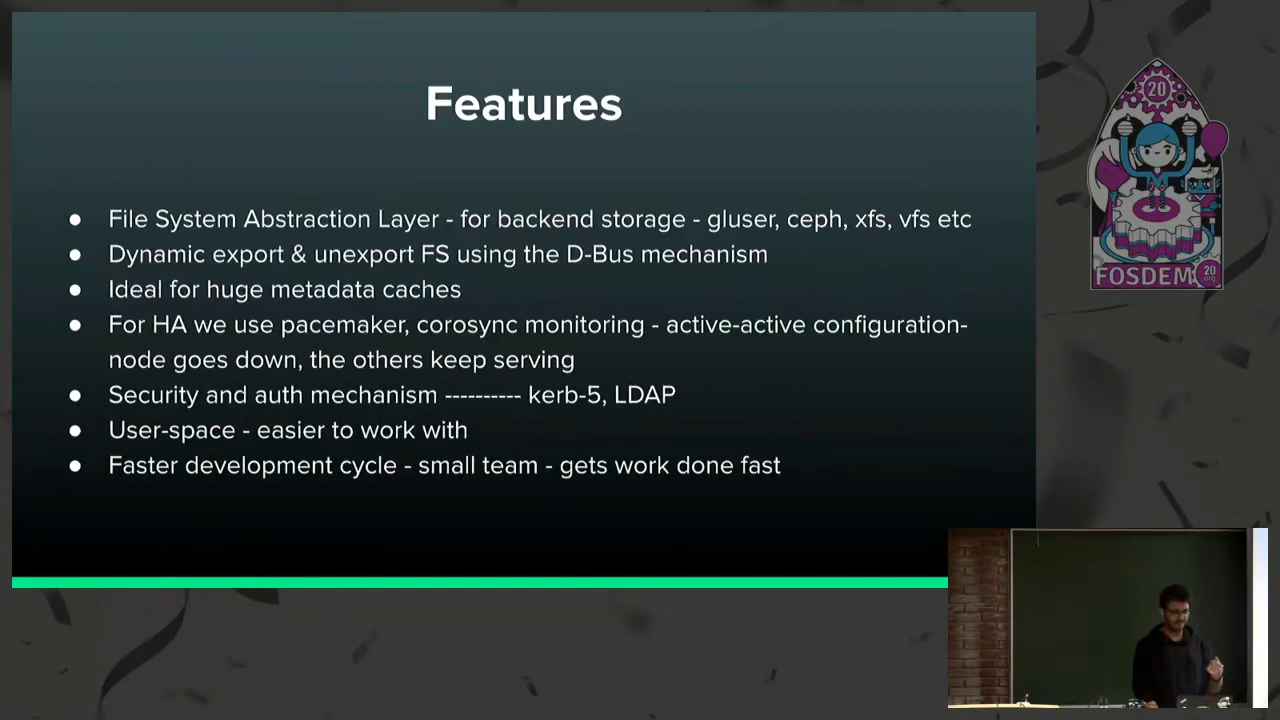 Features
● File System Abstraction Layer - for backend storage - gluser, ceph, xfs, vfs etc
● Dynamic export & unexport FS using the D-Bus mechanism
● Ideal for huge metadata caches
● For HA we use pacemaker, corosync monitoring - active-active configuration-
node goes down, the others keep serving
● Security and auth mechanism ---------- kerb-5, LDAP
● User-space - easier to work with
● Faster development cycle - small team - gets work done fast
20
FOSDEM 20
.org